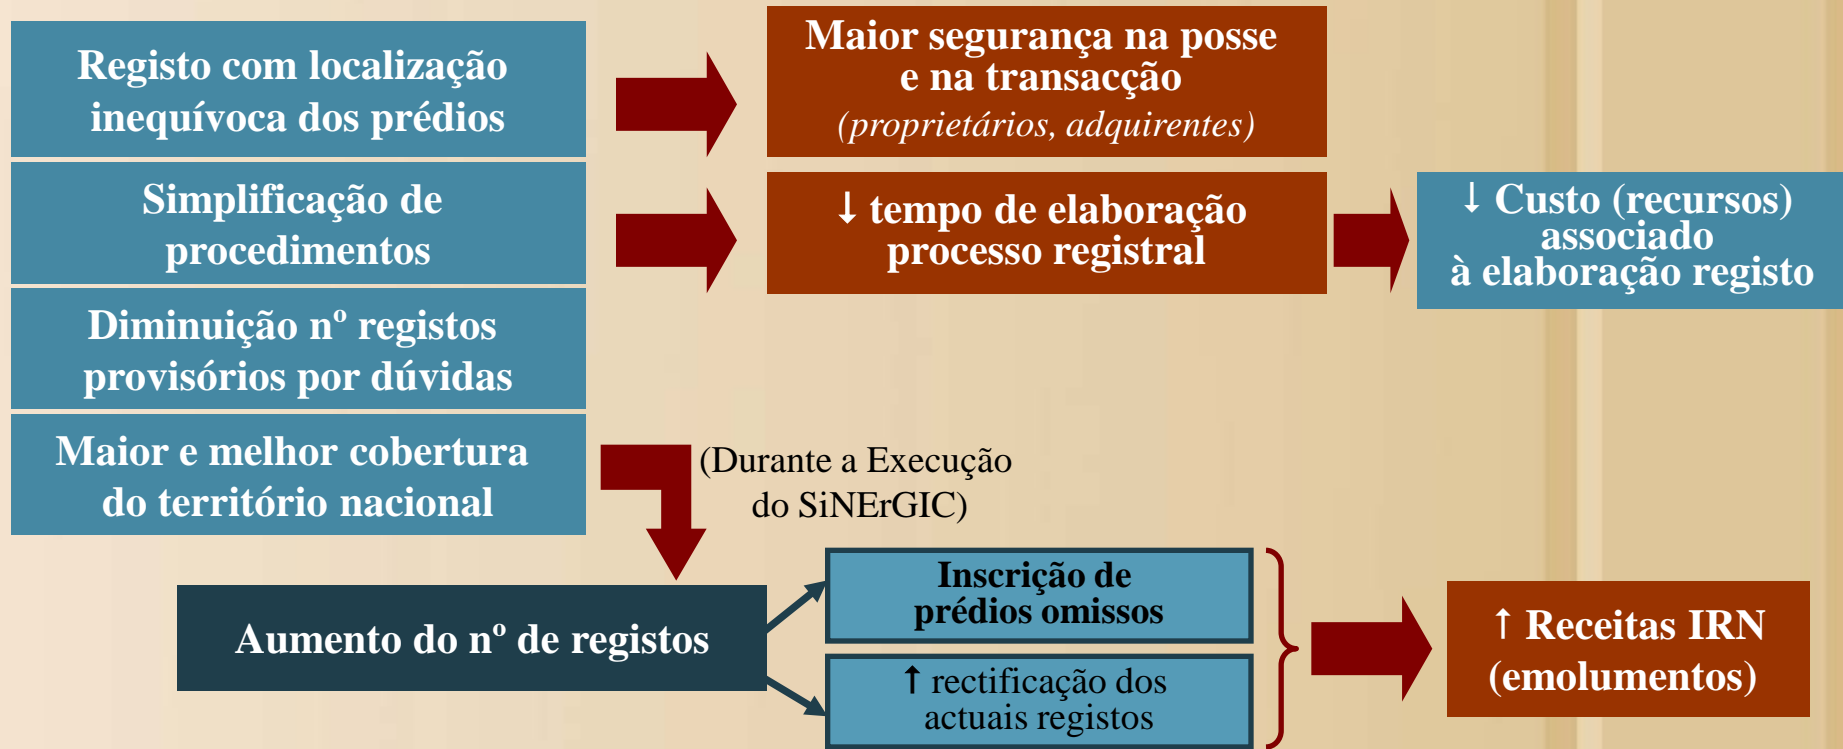 Registo com localização
inequívoca dos prédios
Maior segurança na posse
e na transacção
(proprietários, adquirentes)
Simplificação de
procedimentos
↓ tempo de elaboração
processo registral
↓ Custo (recursos)
associado
à elaboração registo
Diminuição nº registos
provisórios por dúvidas
Maior e melhor cobertura
do território nacional
(Durante a Execução
do SiNErGIC)
Aumento do nº de registos
Inscrição de
prédios omissos
↑ rectificação dos
actuais registos
↑ Receitas IRN
(emolumentos)